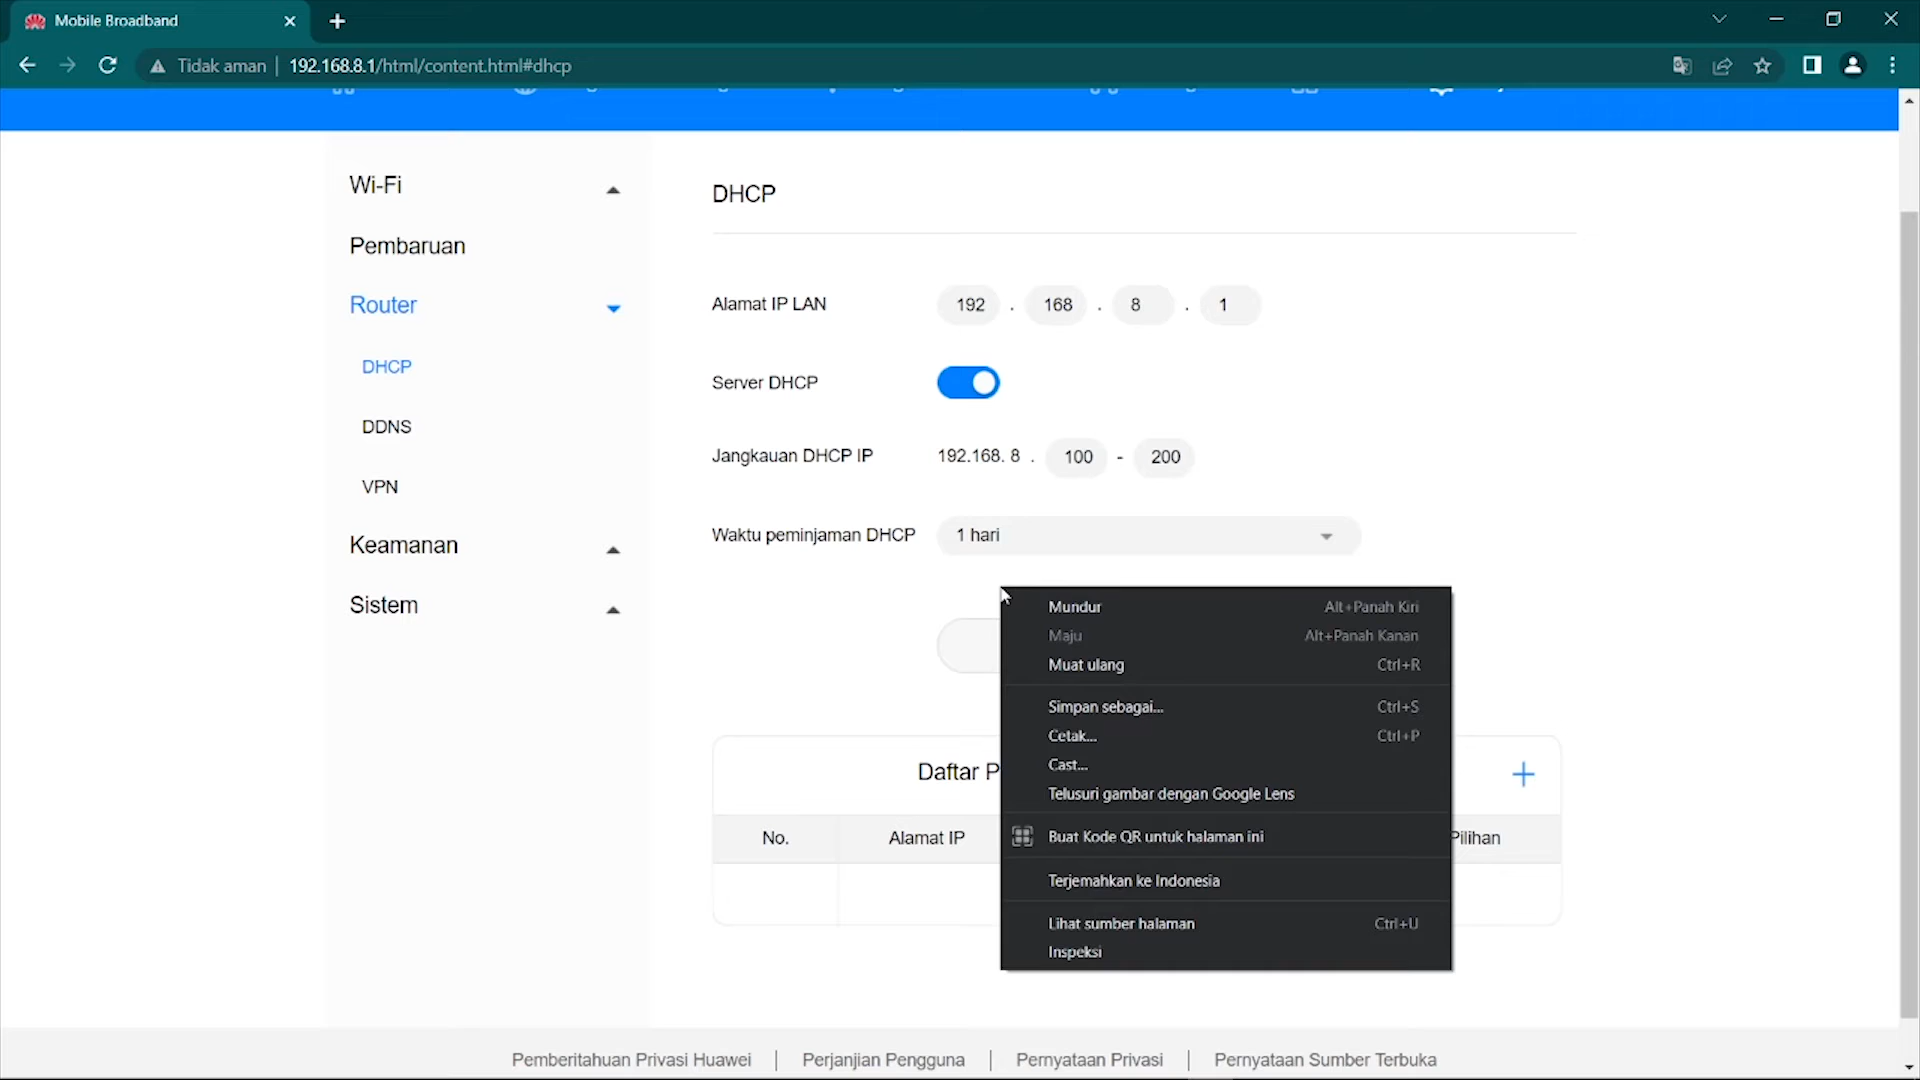 Mobile Broadband
Tidak aman
192.168.8.1/html/content.html#dhcp
Wi-Fi
Pembaruan
Router
DHCP
DDNS
VPN
Keamanan
Sistem
DHCP
Alamat IP LAN 192 . 168 . 8 . 1
Server DHCP
Jangkauan DHCP IP 192.168. 8 . 100 - 200
Waktu peminjaman DHCP 1 hari
Mundur Alt+Panah Kiri
Maju Alt+Panah Kanan
Muat ulang Ctrl+R
Simpan sebagai... Ctrl+S
Cetak... Ctrl+P
Cast...
Telusuri gambar dengan Google Lens
Buat Kode QR untuk halaman ini
Terjemahkan ke Indonesia
Lihat sumber halaman Ctrl+U
Inspeksi
Daftar P
No. Alamat IP Pilihan
Pemberitahuan Privasi Huawei | Perjanjian Pengguna | Pernyataan Privasi | Pernyataan Sumber Terbuka